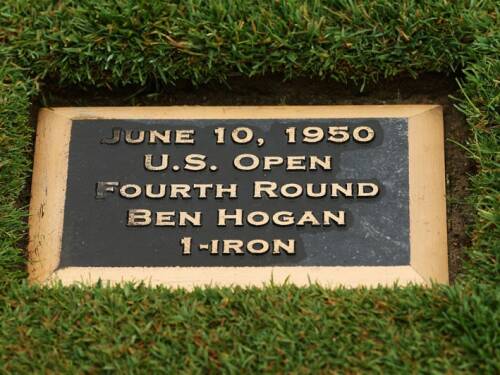 June 10, 1950
U.S. Open
Fourth Round
Ben Hogan
1-iron